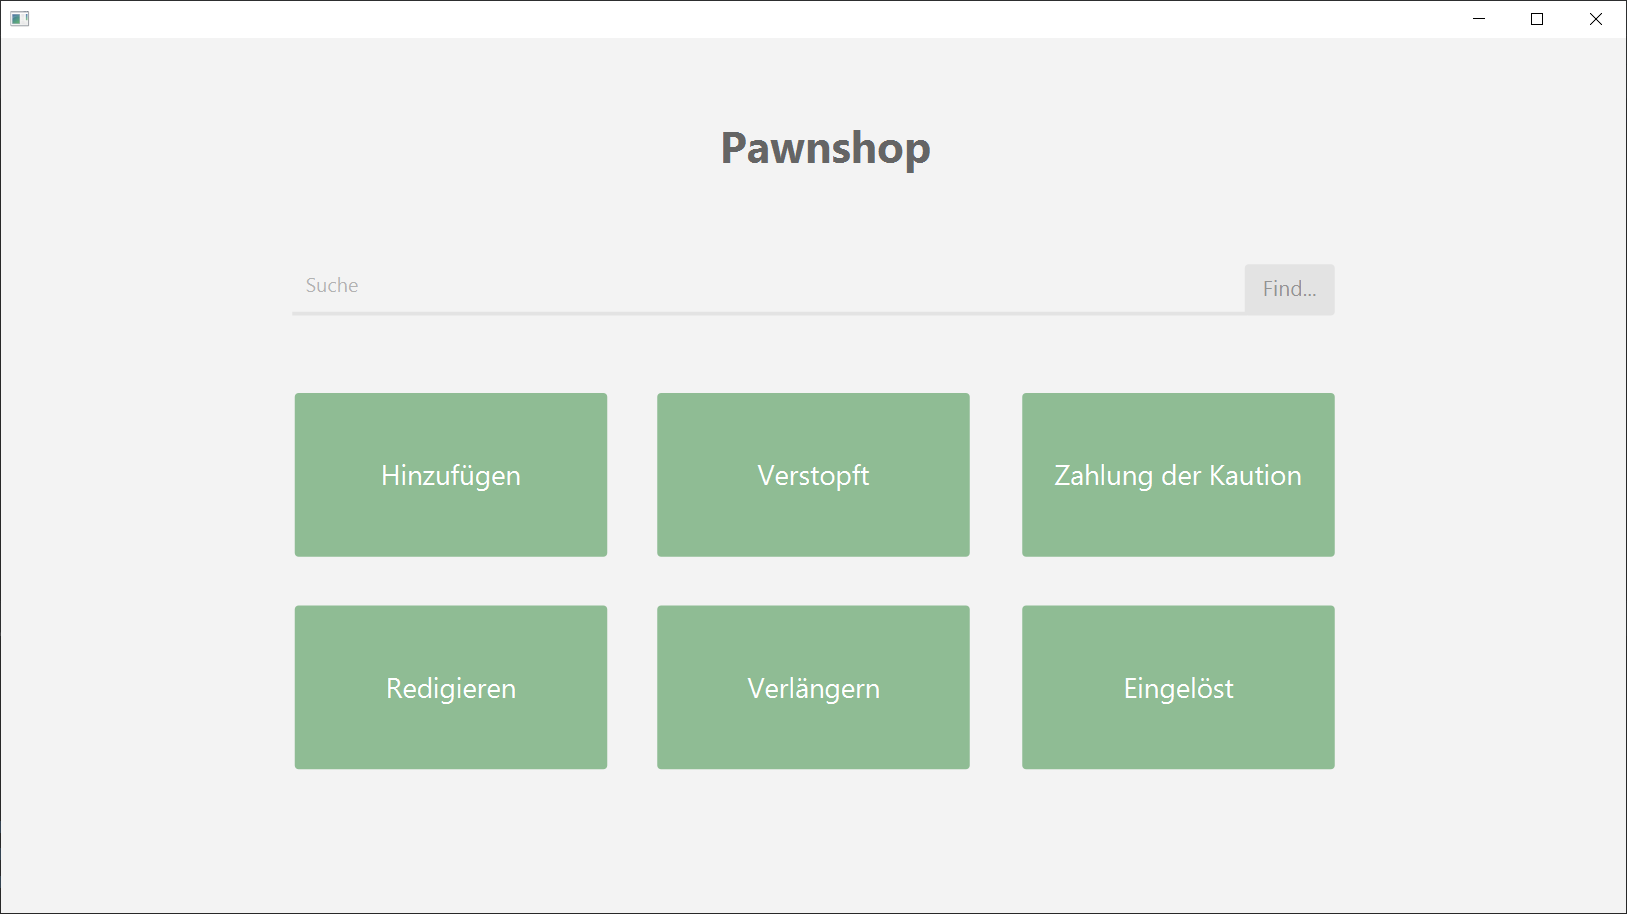 Pawnshop
Suche
Find...
Hinzufügen
Verstopft
Zahlung der Kaution
Redigieren
Verlängern
Eingelöst